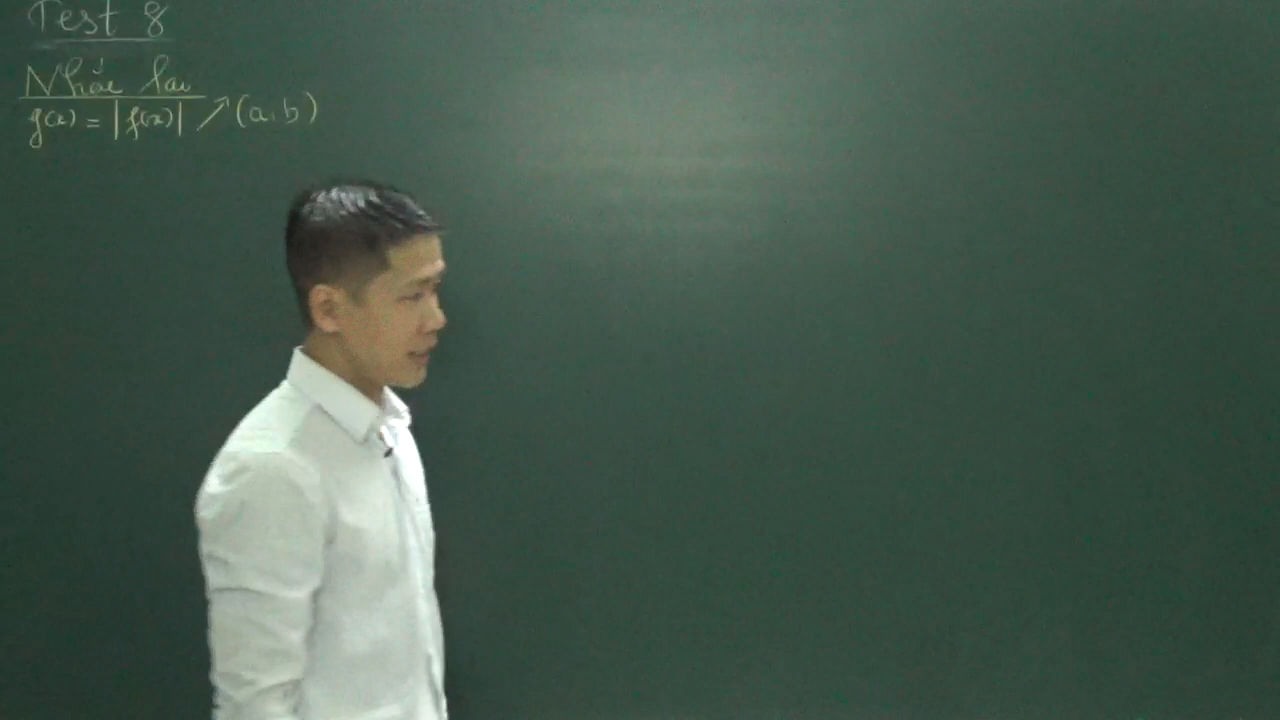 Test 8
Nhắc lại
g(x) = |f(x)| ↗ (a, b)